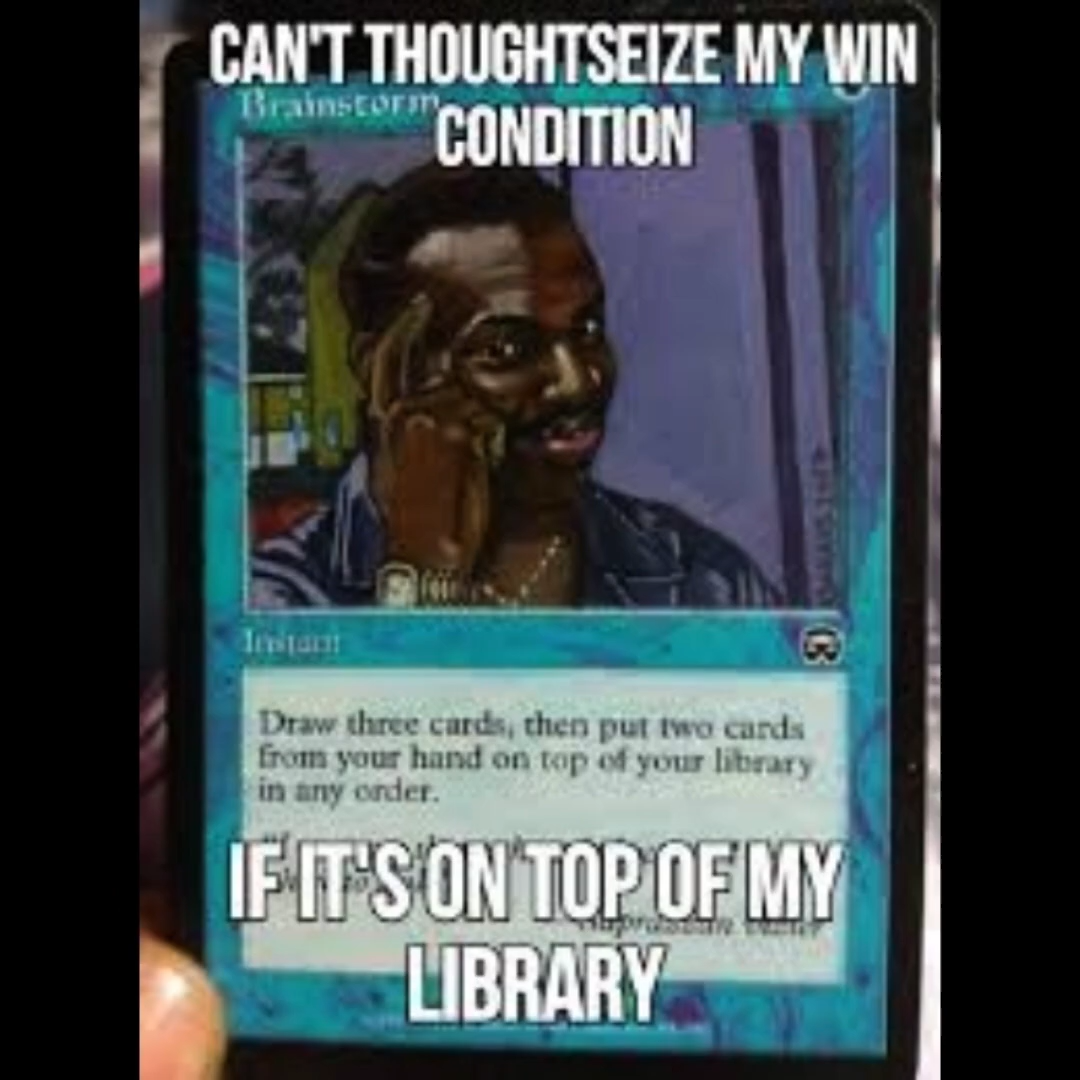 CAN'T THOUGHTSEIZE MY WIN
Brainstorm
CONDITION
Instant
Draw three cards, then put two cards
from your hand on top of your library
in any order.
IF IT'S ON TOP OF MY
LIBRARY